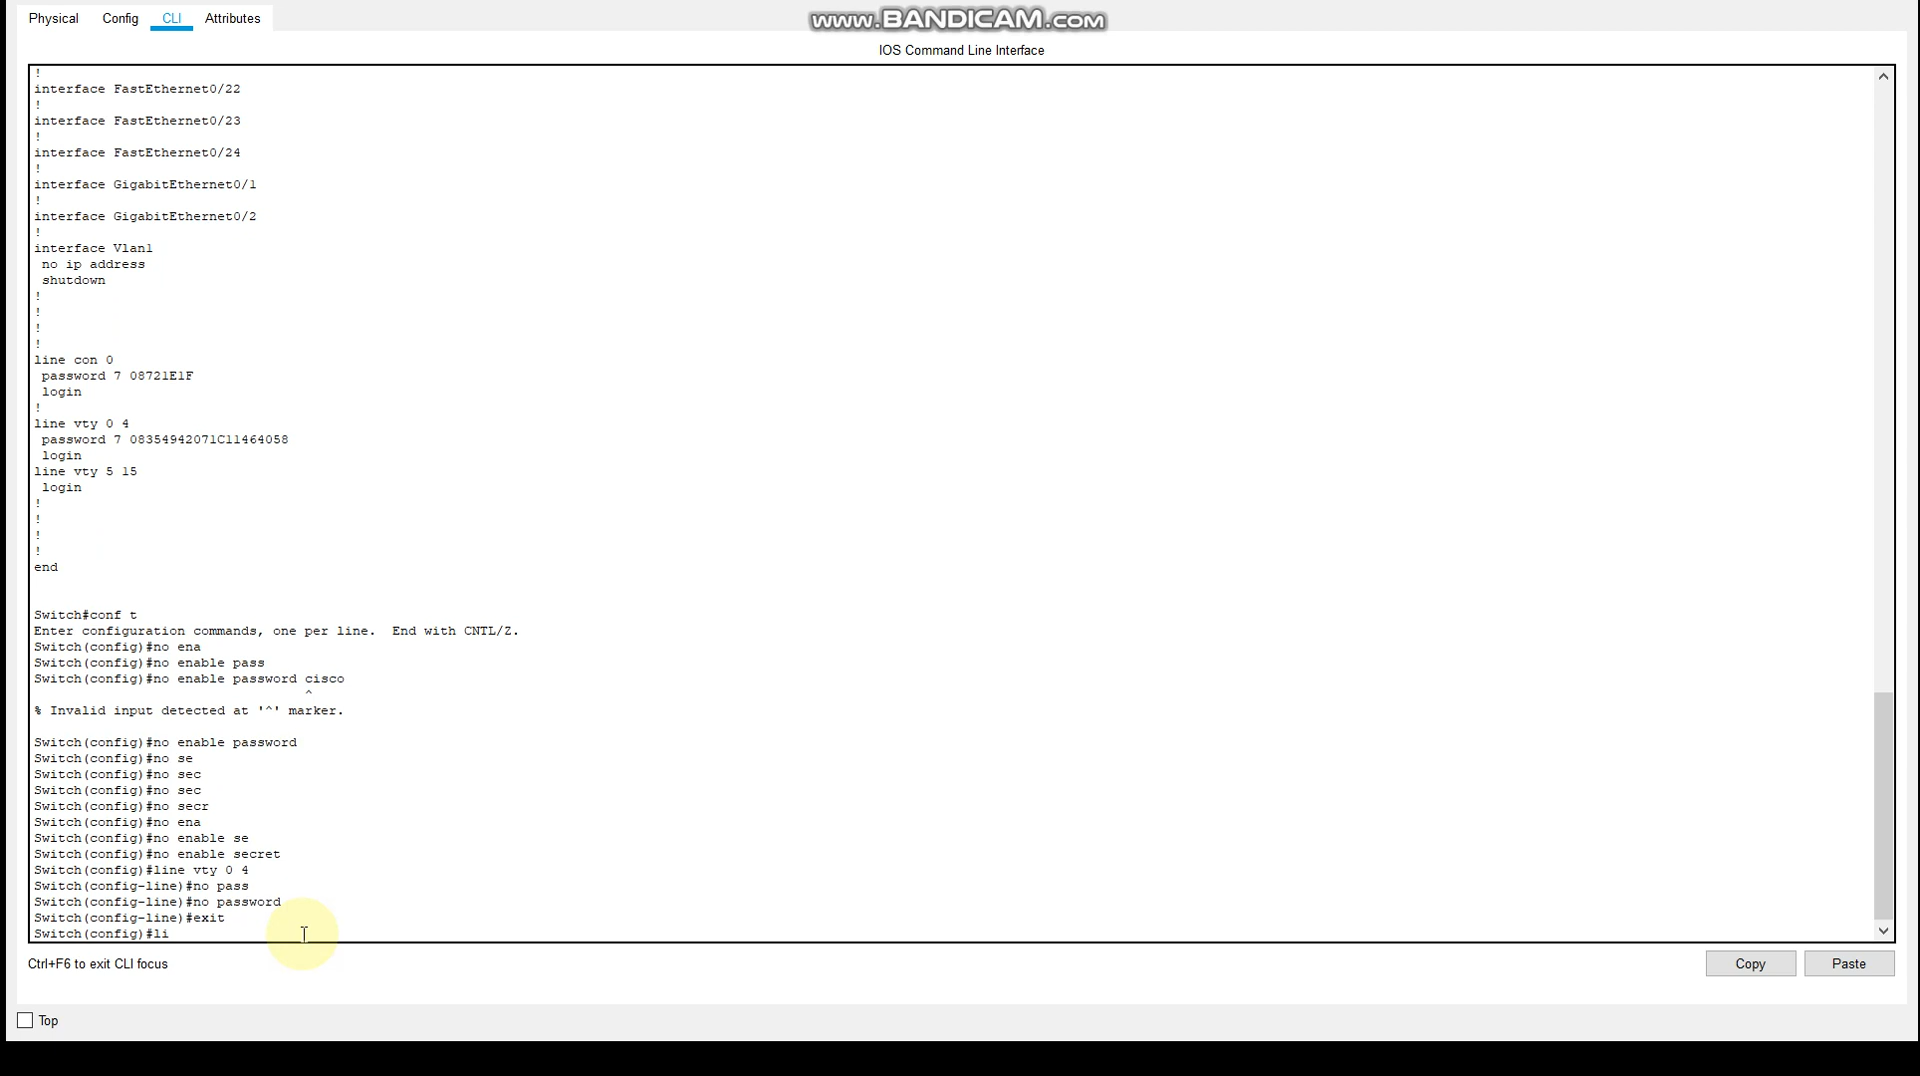 Physical Config CLI Attributes
www.BANDICAM.com
IOS Command Line Interface
!
interface FastEthernet0/22
!
interface FastEthernet0/23
!
interface FastEthernet0/24
!
interface GigabitEthernet0/1
!
interface GigabitEthernet0/2
!
interface Vlan1
 no ip address
 shutdown
!
!
!
!
line con 0
 password 7 08721E1F
 login
!
line vty 0 4
 password 7 08354942071C11464058
 login
line vty 5 15
 login
!
!
!
!
end
Switch#conf t
Enter configuration commands, one per line.  End with CNTL/Z.
Switch(config)#no ena
Switch(config)#no enable pass
Switch(config)#no enable password cisco
^
% Invalid input detected at '^' marker.
Switch(config)#no enable password
Switch(config)#no se
Switch(config)#no sec
Switch(config)#no sec
Switch(config)#no secr
Switch(config)#no ena
Switch(config)#no enable se
Switch(config)#no enable secret
Switch(config)#line vty 0 4
Switch(config-line)#no pass
Switch(config-line)#no password
Switch(config-line)#exit
Switch(config)#li
Ctrl+F6 to exit CLI focus
Copy Paste
Top